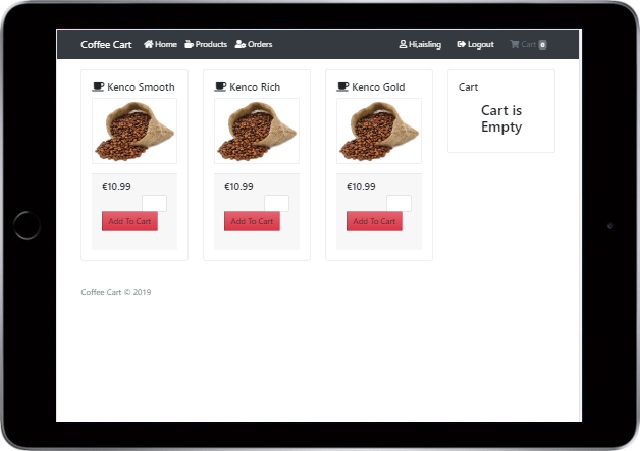 Coffee Cart Home Products Orders Hi,aisling Logout Cart 0
Kenco Smooth
€10.99
Add To Cart
Kenco Rich
€10.99
Add To Cart
Kenco Gold
€10.99
Add To Cart
Cart
Cart is
Empty
Coffee Cart © 2019